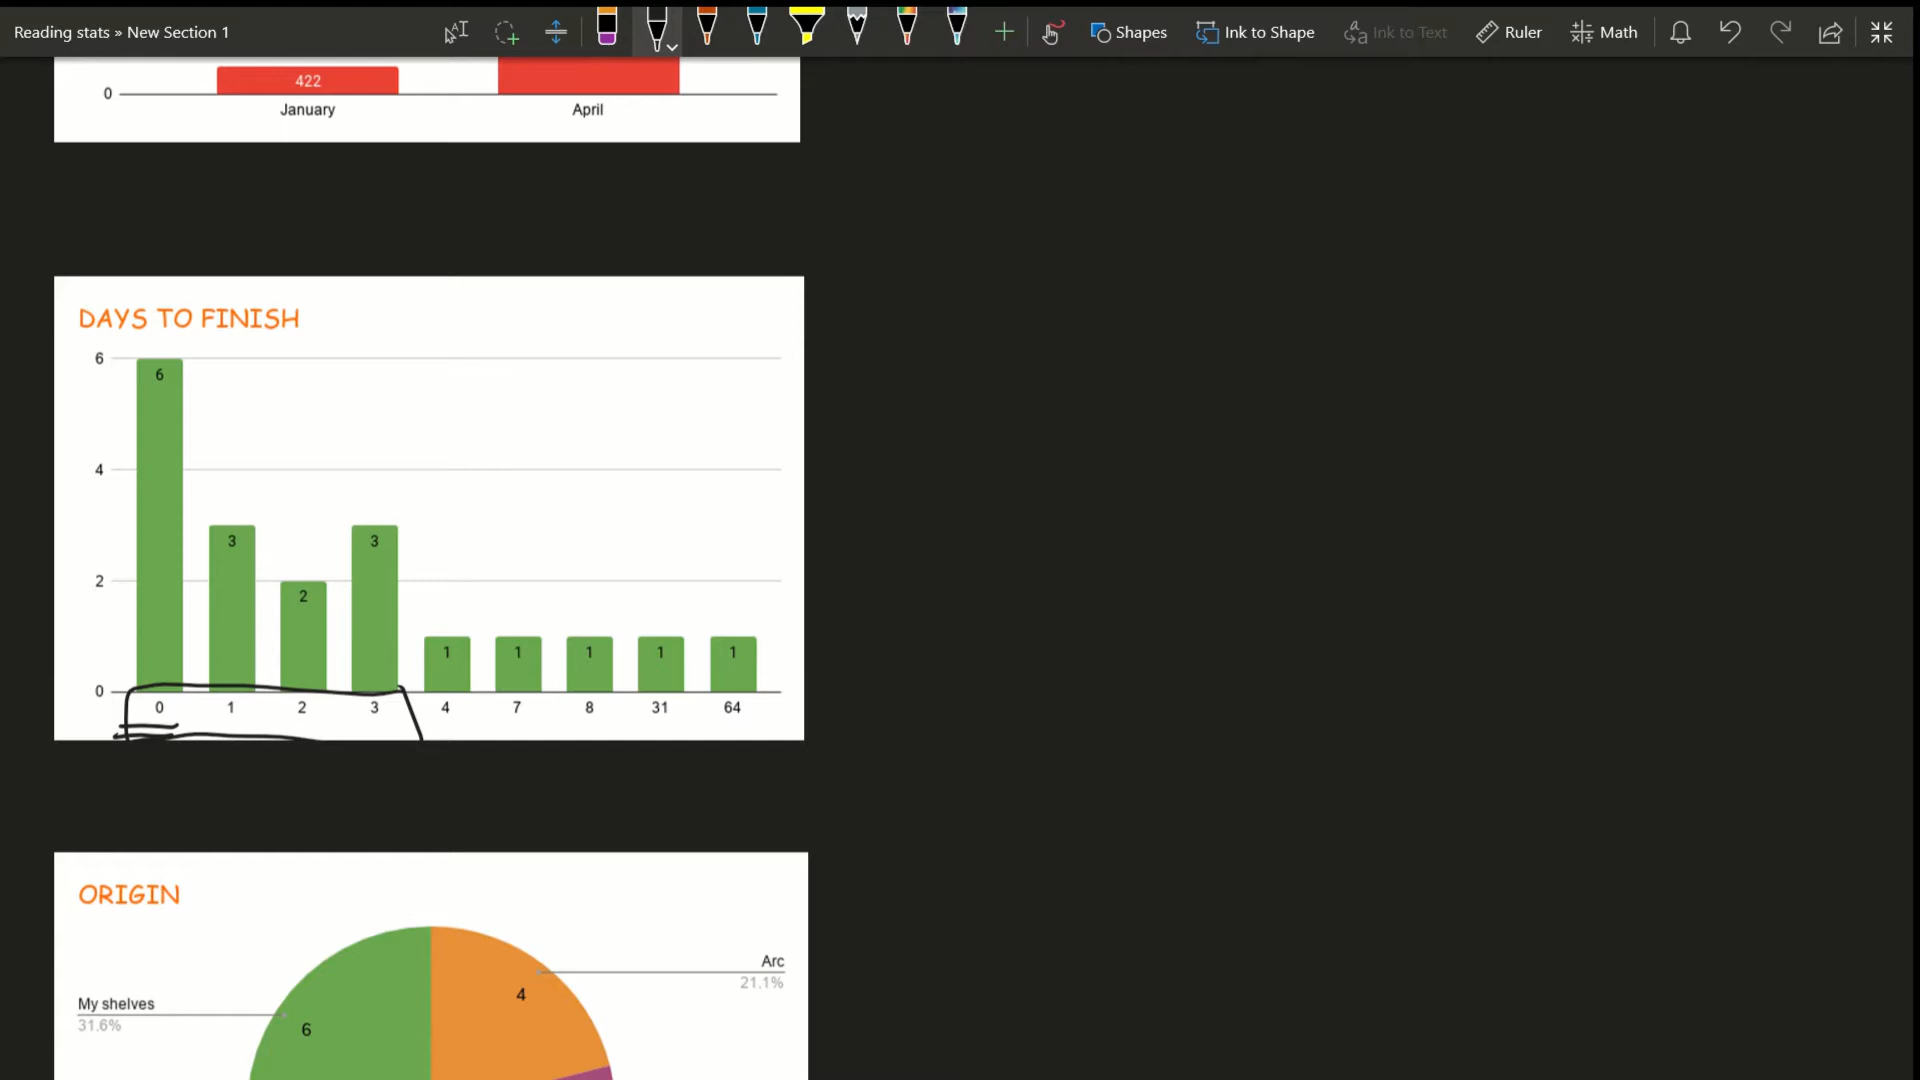 Reading stats » New Section 1
Shapes
Ink to Shape
Ink to Text
Ruler
Math
422
0
January
April
DAYS TO FINISH
6
6
4
3
3
2
2
1
1
1
1
1
0
0
1
2
3
4
7
8
31
64
ORIGIN
Arc
21.1%
4
My shelves
31.6%
6